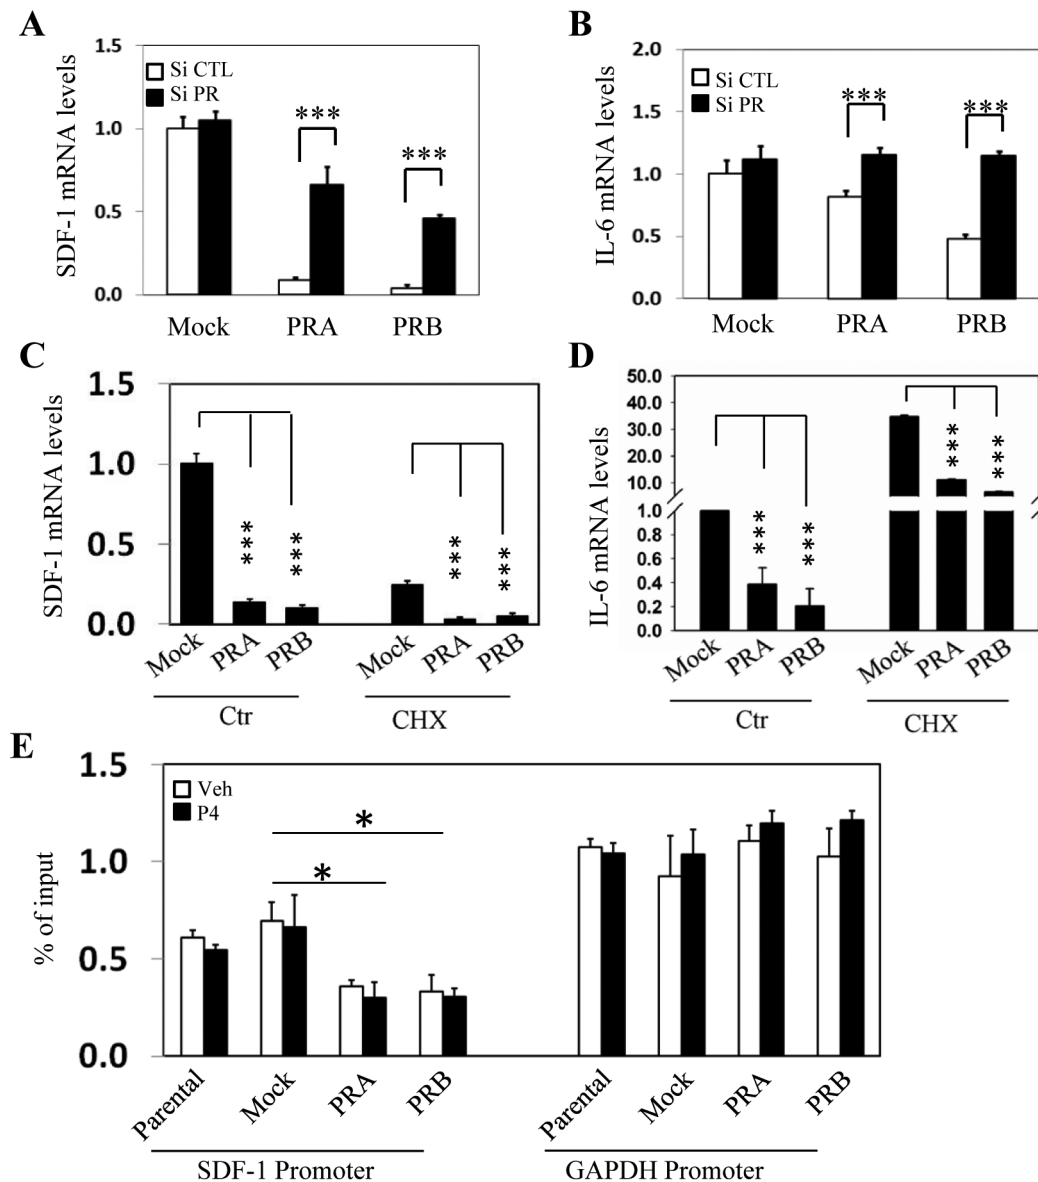 A
SDF-1 mRNA levels
1.5
1.0
0.5
0.0
Si CTL
Si PR
***
***
Mock PRA PRB
B
IL-6 mRNA levels
2.0
1.5
1.0
0.5
0.0
Si CTL
Si PR
***
***
Mock PRA PRB
C
SDF-1 mRNA levels
1.5
1.0
0.5
0.0
***
***
***
***
Mock PRA PRB Mock PRA PRB
Ctr CHX
D
IL-6 mRNA levels
50.0
40.0
30.0
20.0
10.0
1.0
0.8
0.6
0.4
0.2
0.0
***
***
***
***
Mock PRA PRB Mock PRA PRB
Ctr CHX
E
% of input
1.5
1.0
0.5
0.0
Veh
P4
*
*
Parental Mock PRA PRB Parental Mock PRA PRB
SDF-1 Promoter GAPDH Promoter